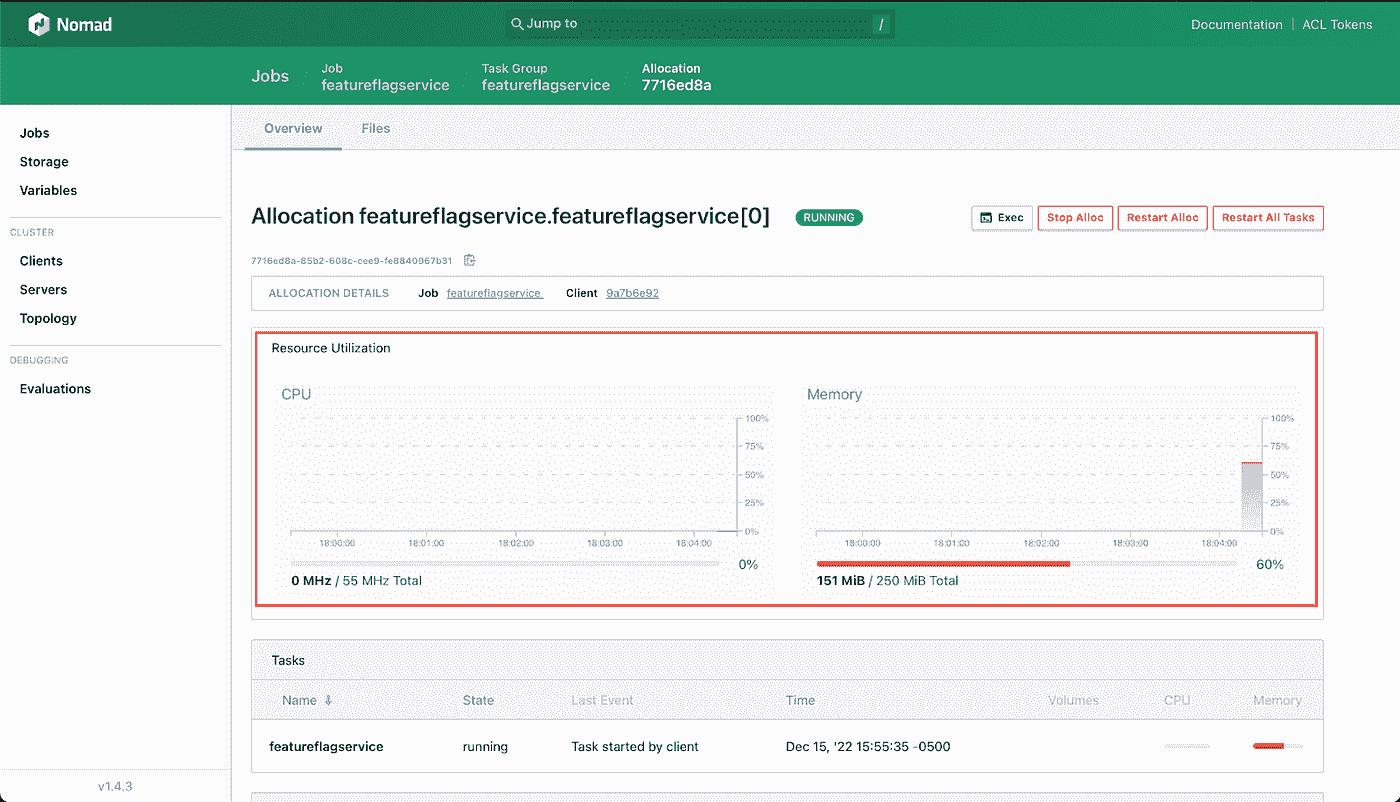 Nomad
Jump to
/
Documentation
ACL Tokens
Jobs
Job
featureflagservice
Task Group
featureflagservice
Allocation
7716ed8a
Jobs
Storage
Variables
CLUSTER
Clients
Servers
Topology
DEBUGGING
Evaluations
v1.4.3
Overview
Files
Allocation featureflagservice.featureflagservice[0]
RUNNING
Exec
Stop Alloc
Restart Alloc
Restart All Tasks
7716ed8a-85b2-608c-cee9-fe8840967b31
ALLOCATION DETAILS Job featureflagservice Client 9a7b6e92
Resource Utilization
CPU
100%
75%
50%
25%
0%
18:00:00 18:01:00 18:02:00 18:03:00 18:04:00
0%
0 MHz / 55 MHz Total
Memory
100%
75%
50%
25%
0%
18:00:00 18:01:00 18:02:00 18:03:00 18:04:00
60%
151 MiB / 250 MiB Total
Tasks
Name State Last Event Time Volumes CPU Memory
featureflagservice running Task started by client Dec 15, '22 15:55:35 -0500